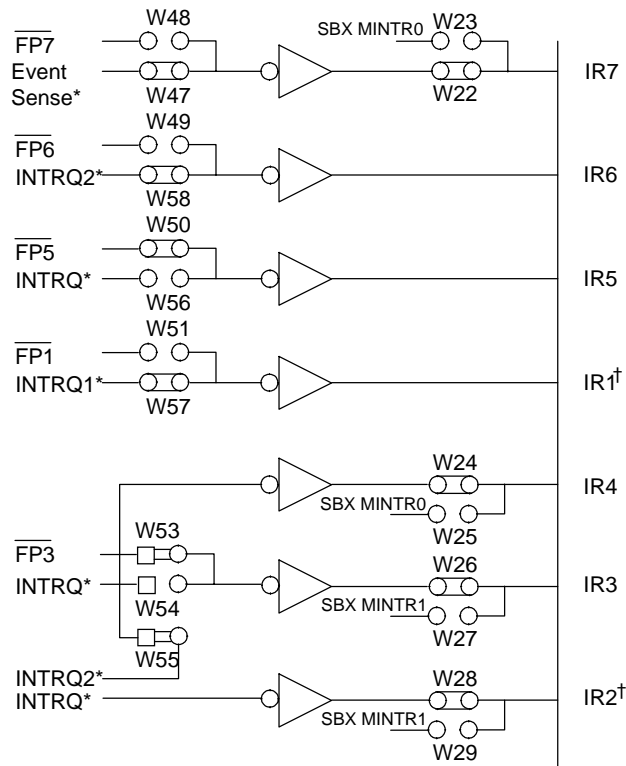 W48
FP7
SBX MINTR0
W23
Event
Sense*
W47
W22
IR7
W49
FP6
INTRQ2*
W58
IR6
W50
FP5
INTRQ*
W56
IR5
W51
FP1
INTRQ1*
W57
IR1†
W24
IR4
SBX MINTR0
W25
W53
FP3
INTRQ*
W54
W26
IR3
SBX MINTR1
W27
W55
INTRQ2*
INTRQ*
W28
IR2†
SBX MINTR1
W29